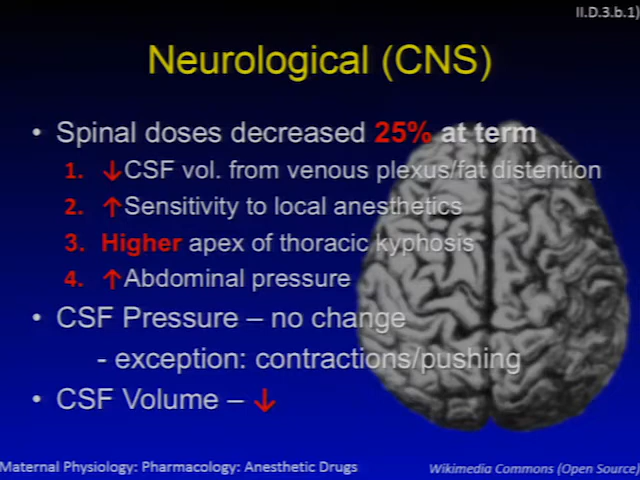 II.D.3.b.1)
Neurological (CNS)
• Spinal doses decreased 25% at term
1. ↓CSF vol. from venous plexus/fat distention
2. ↑Sensitivity to local anesthetics
3. Higher apex of thoracic kyphosis
4. ↑Abdominal pressure
• CSF Pressure – no change
- exception: contractions/pushing
• CSF Volume – ↓
Maternal Physiology: Pharmacology: Anesthetic Drugs
Wikimedia Commons (Open Source)